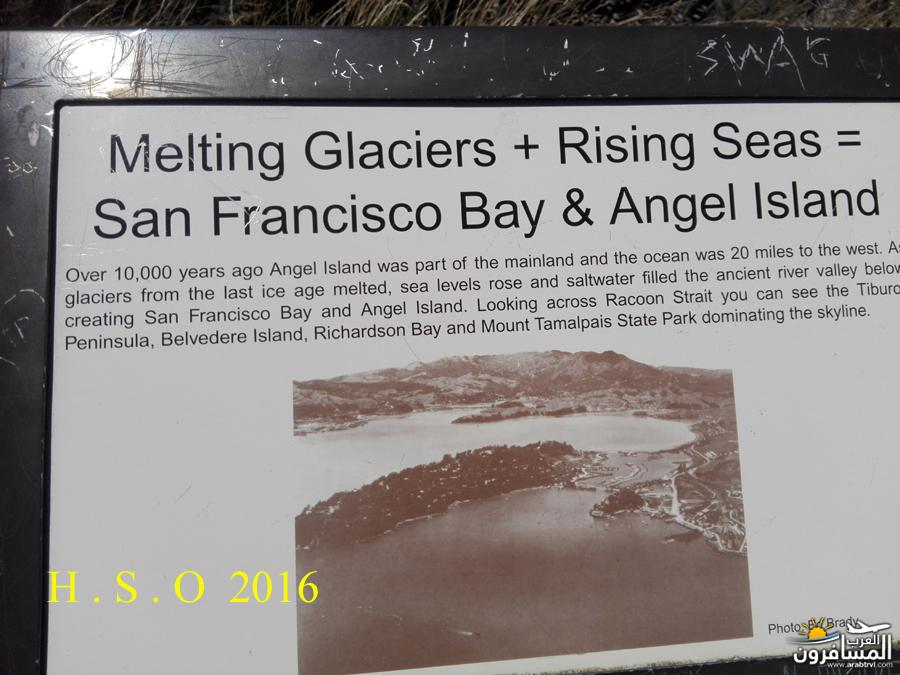 SWAG
Melting Glaciers + Rising Seas =
San Francisco Bay & Angel Island
Over 10,000 years ago Angel Island was part of the mainland and the ocean was 20 miles to the west. As
glaciers from the last ice age melted, sea levels rose and saltwater filled the ancient river valley below
creating San Francisco Bay and Angel Island. Looking across Racoon Strait you can see the Tiburo
Peninsula, Belvedere Island, Richardson Bay and Mount Tamalpais State Park dominating the skyline.
H . S . O 2016
Photo: Brady
العرب
المسافرون
www.arabtrvl.com